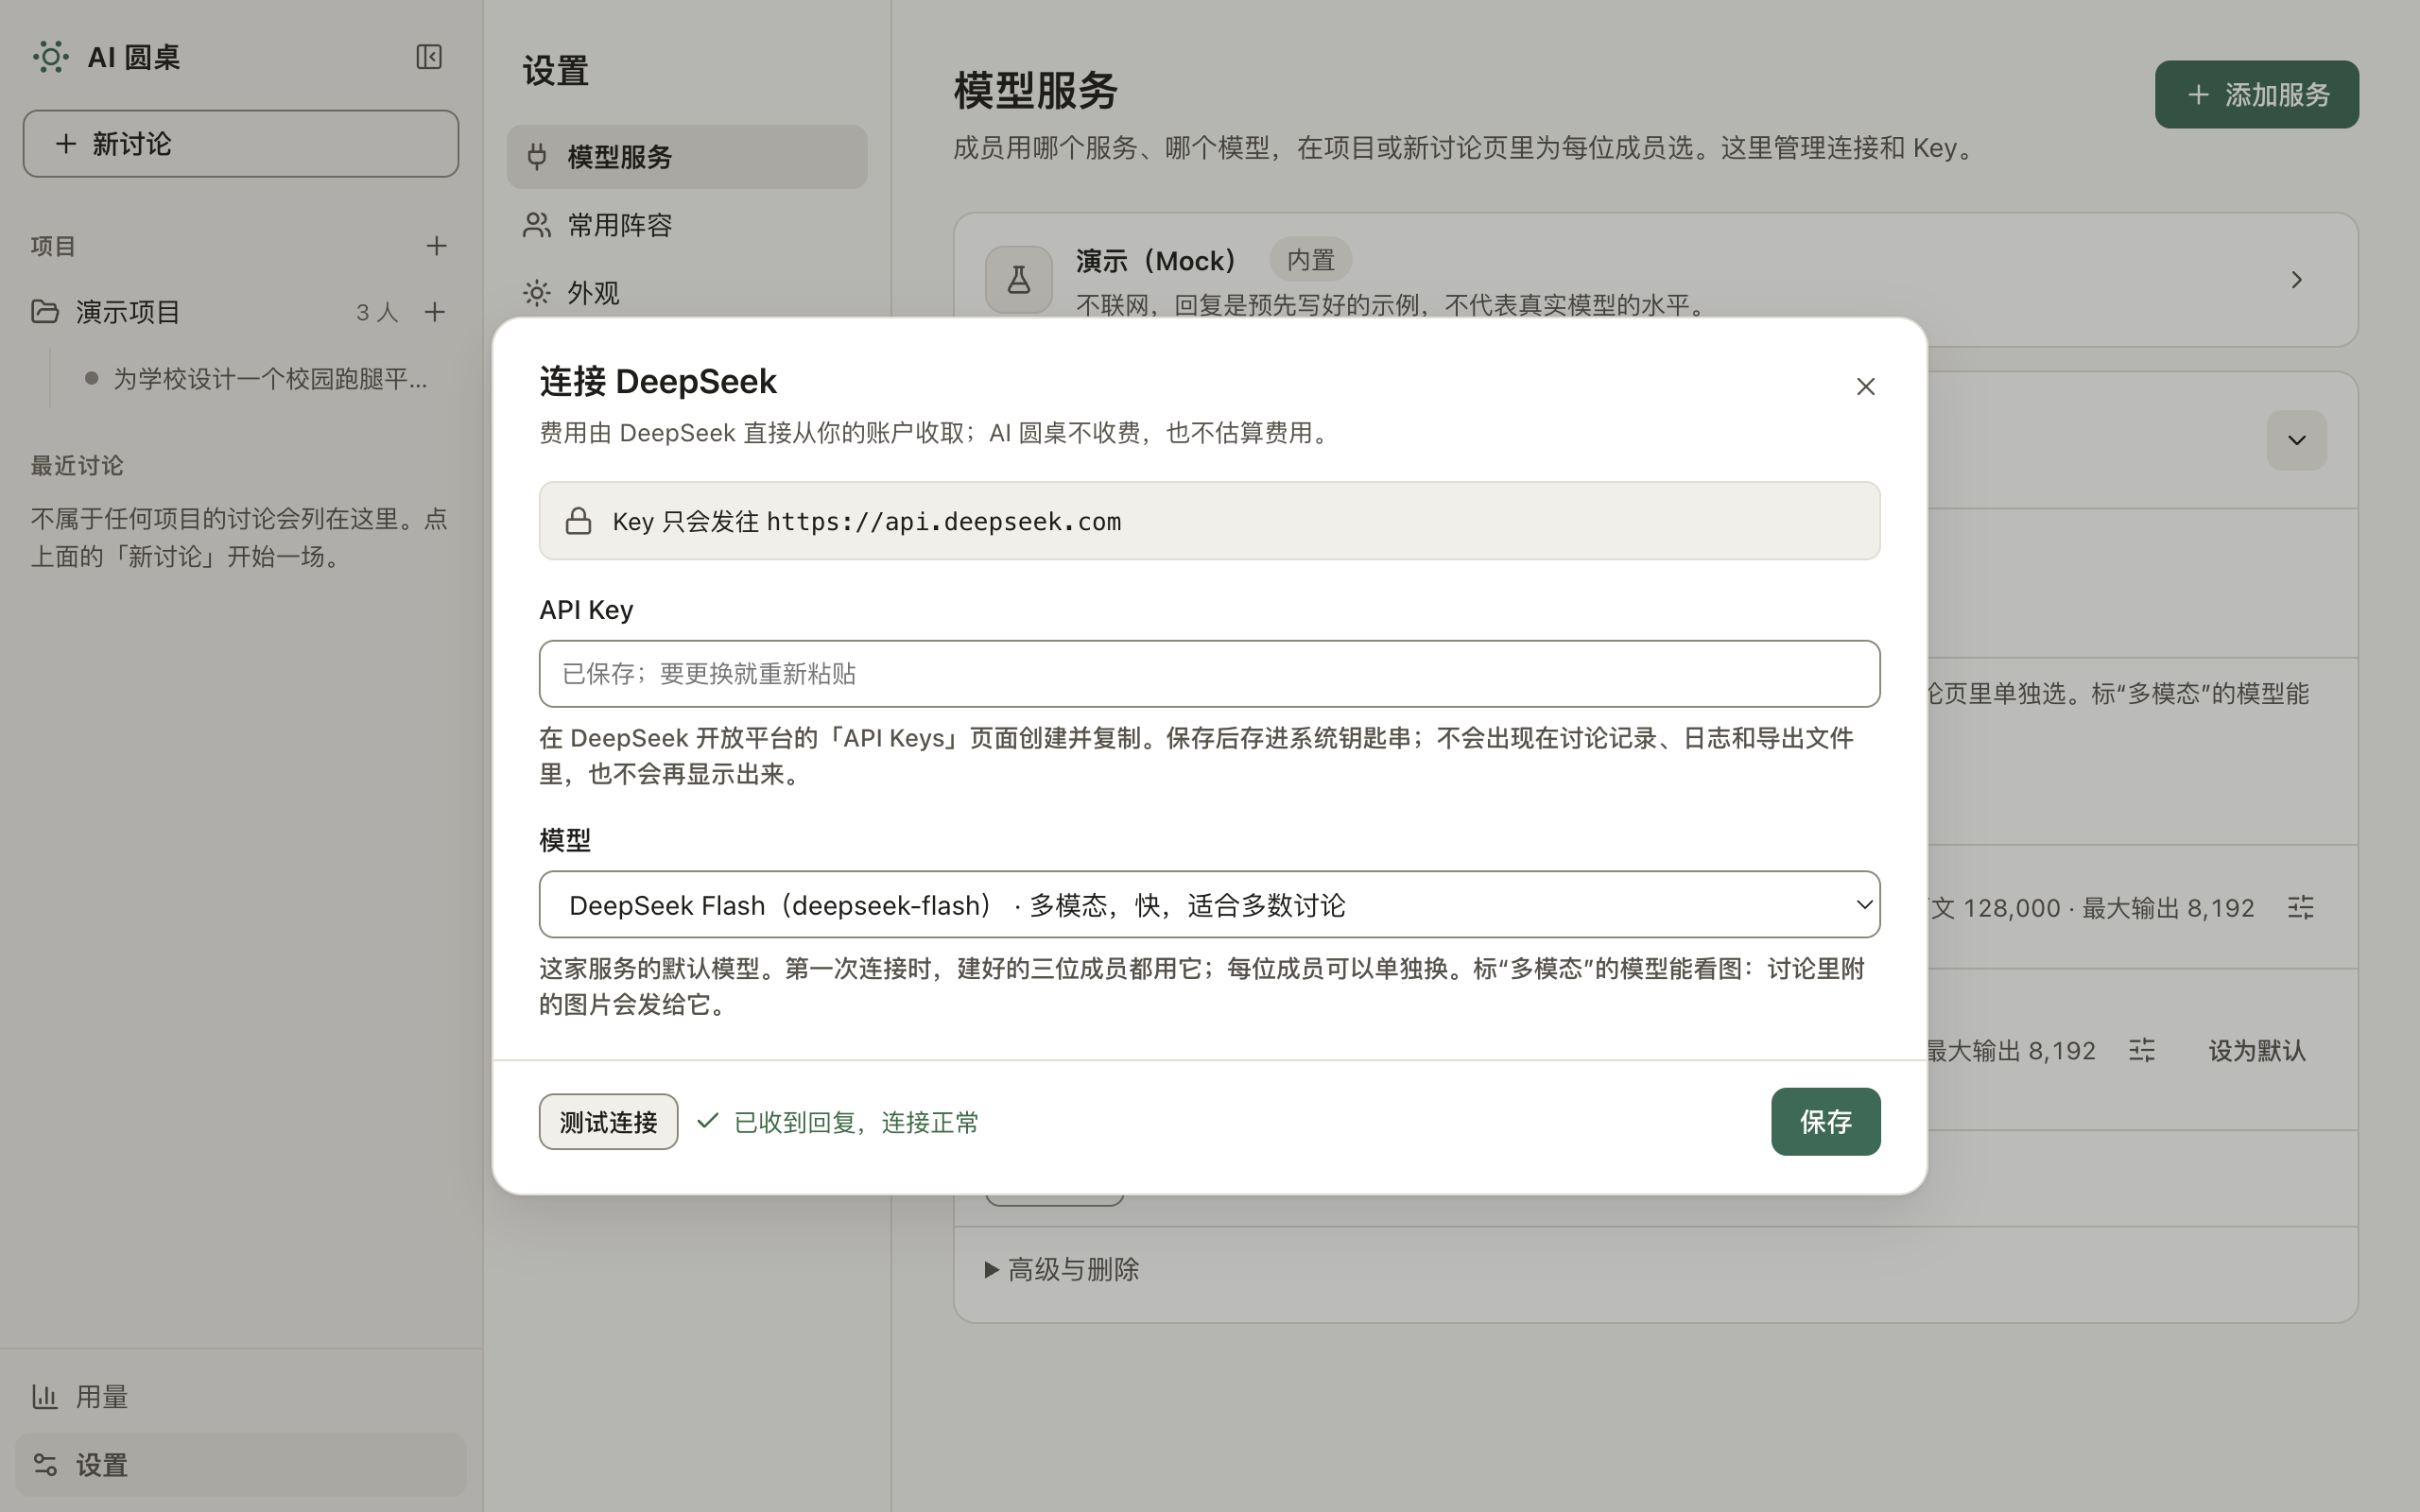 AI 圆桌
新讨论
项目
演示项目
3 人
为学校设计一个校园跑腿平...
最近讨论
不属于任何项目的讨论会列在这里。点
上面的「新讨论」开始一场。
用量
设置
设置
模型服务
常用阵容
外观
模型服务
成员用哪个服务、哪个模型，在项目或新讨论页里为每位成员选。这里管理连接和 Key。
添加服务
演示（Mock）
内置
不联网，回复是预先写好的示例，不代表真实模型的水平。
连接 DeepSeek
费用由 DeepSeek 直接从你的账户收取；AI 圆桌不收费，也不估算费用。
Key 只会发往 https://api.deepseek.com
API Key
已保存；要更换就重新粘贴
在 DeepSeek 开放平台的「API Keys」页面创建并复制。保存后存进系统钥匙串；不会出现在讨论记录、日志和导出文件
里，也不会再显示出来。
模型
DeepSeek Flash（deepseek-flash） · 多模态，快，适合多数讨论
这家服务的默认模型。第一次连接时，建好的三位成员都用它；每位成员可以单独换。标“多模态”的模型能看图：讨论里附
的图片会发给它。
测试连接
已收到回复，连接正常
保存
页里单独选。标“多模态”的模型能
文 128,000 · 最大输出 8,192
最大输出 8,192
设为默认
高级与删除